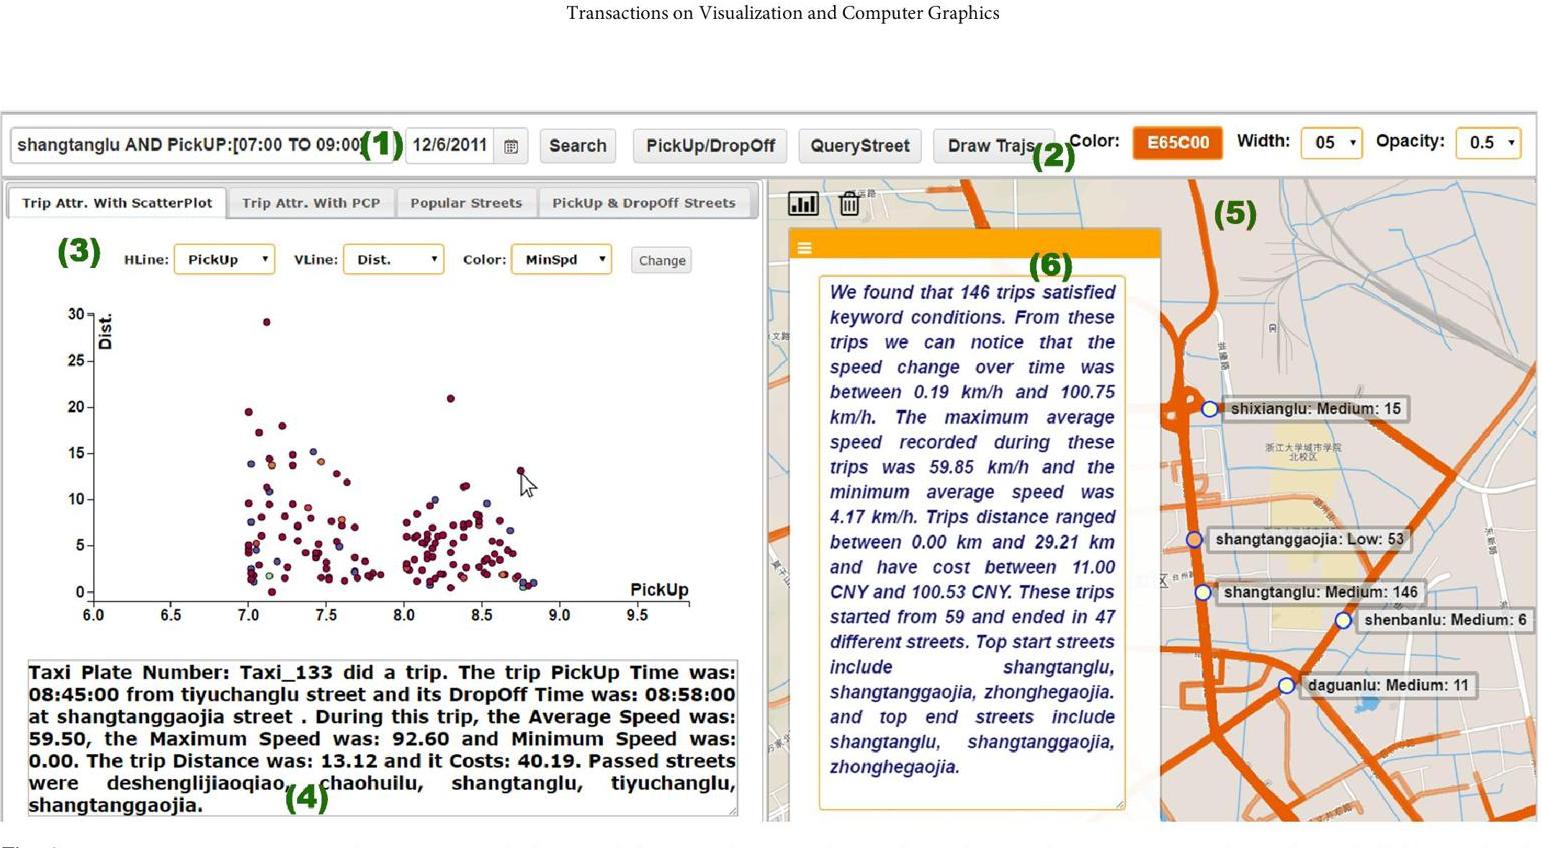 Transactions on Visualization and Computer Graphics
shangtanglu AND PickUP:[07:00 TO 09:00 (1) 12/6/2011 Search PickUp/DropOff QueryStreet Draw Trajs (2) Color: E65C00 Width: 05 Opacity: 0.5
Trip Attr. With ScatterPlot Trip Attr. With PCP Popular Streets PickUp & DropOff Streets
(3) HLine: PickUp VLine: Dist. Color: MinSpd Change
Dist.
30
25
20
15
10
5
0
PickUp
6.0 6.5 7.0 7.5 8.0 8.5 9.0 9.5
Taxi Plate Number: Taxi_133 did a trip. The trip PickUp Time was:
08:45:00 from tiyuchanglu street and its DropOff Time was: 08:58:00
at shangtanggaojia street . During this trip, the Average Speed was:
59.50, the Maximum Speed was: 92.60 and Minimum Speed was:
0.00. The trip Distance was: 13.12 and it Costs: 40.19. Passed streets
were deshenglijiaoqiao, chaohuilu, shangtanglu, tiyuchanglu,
shangtanggaojia.
(4)
(5)
(6)
We found that 146 trips satisfied
keyword conditions. From these
trips we can notice that the
speed change over time was
between 0.19 km/h and 100.75
km/h. The maximum average
speed recorded during these
trips was 59.85 km/h and the
minimum average speed was
4.17 km/h. Trips distance ranged
between 0.00 km and 29.21 km
and have cost between 11.00
CNY and 100.53 CNY. These trips
started from 59 and ended in 47
different streets. Top start streets
include shangtanglu,
shangtanggaojia, zhonghegaojia.
and top end streets include
shangtanglu, shangtanggaojia,
zhonghegaojia.
shixianglu: Medium: 15
浙江大学城市学院
北校区
shangtanggaojia: Low: 53
shangtanglu: Medium: 146
shenbanlu: Medium: 6
daguanlu: Medium: 11